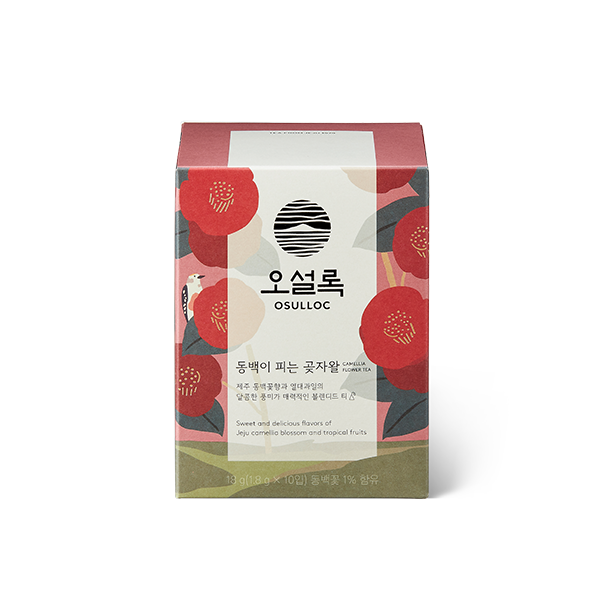 오설록
OSULLOC
동백이 피는 곶자왈
CAMELLIA
FLOWER TEA
제주 동백꽃향과 열대과일의
달콤한 풍미가 매력적인 블렌디드 티
Sweet and delicious flavors of
Jeju camellia blossom and tropical fruits
18 g(1.8 g × 10입) 동백꽃 1% 함유